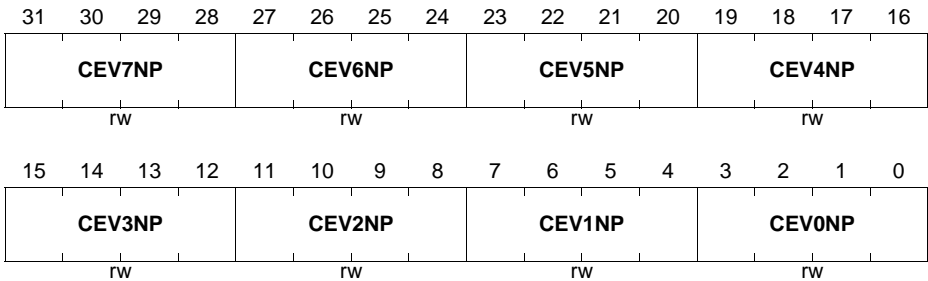 31 30 29 28 27 26 25 24 23 22 21 20 19 18 17 16
CEV7NP CEV6NP CEV5NP CEV4NP
rw rw rw rw
15 14 13 12 11 10 9 8 7 6 5 4 3 2 1 0
CEV3NP CEV2NP CEV1NP CEV0NP
rw rw rw rw